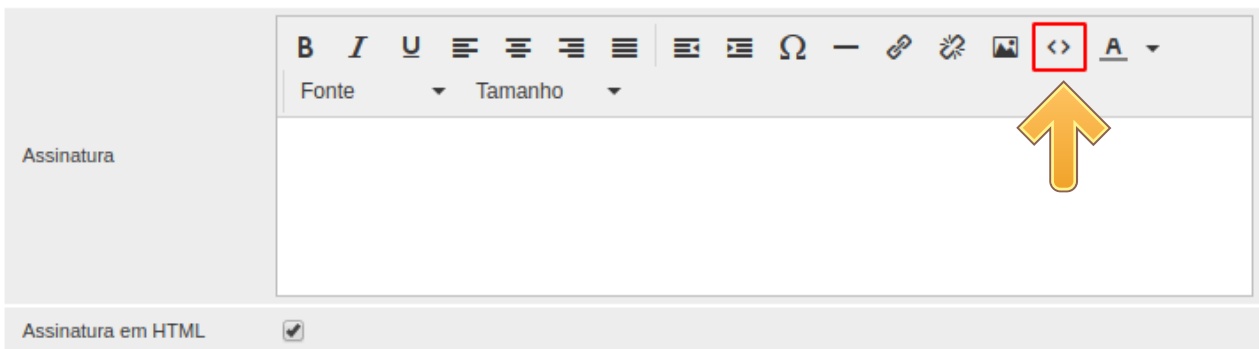 B I U Ω <> A
Fonte Tamanho
Assinatura
Assinatura em HTML